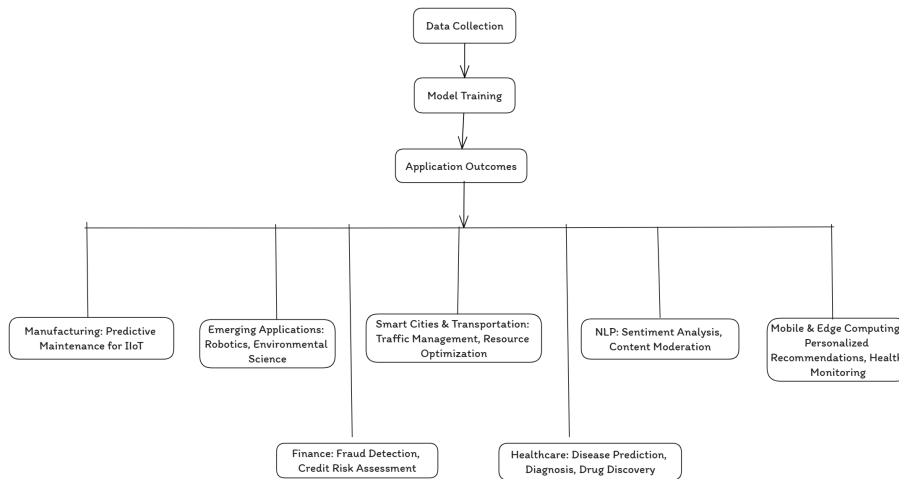 Data Collection
Model Training
Application Outcomes
Manufacturing: Predictive
Maintenance for IIoT
Emerging Applications:
Robotics, Environmental
Science
Smart Cities & Transportation:
Traffic Management, Resource
Optimization
NLP: Sentiment Analysis,
Content Moderation
Mobile & Edge Computing
Personalized
Recommendations, Health
Monitoring
Finance: Fraud Detection,
Credit Risk Assessment
Healthcare: Disease Prediction,
Diagnosis, Drug Discovery